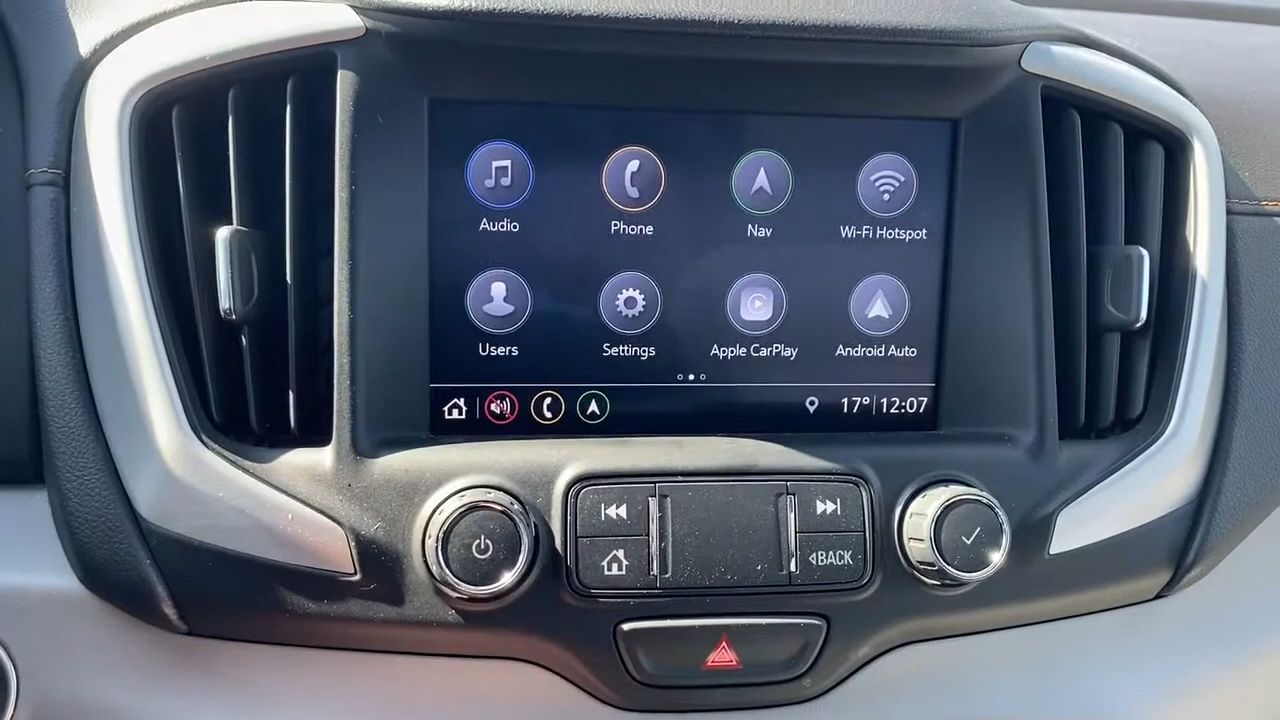 Audio Phone Nav Wi-Fi Hotspot
Users Settings Apple CarPlay Android Auto
17° 12:07
BACK